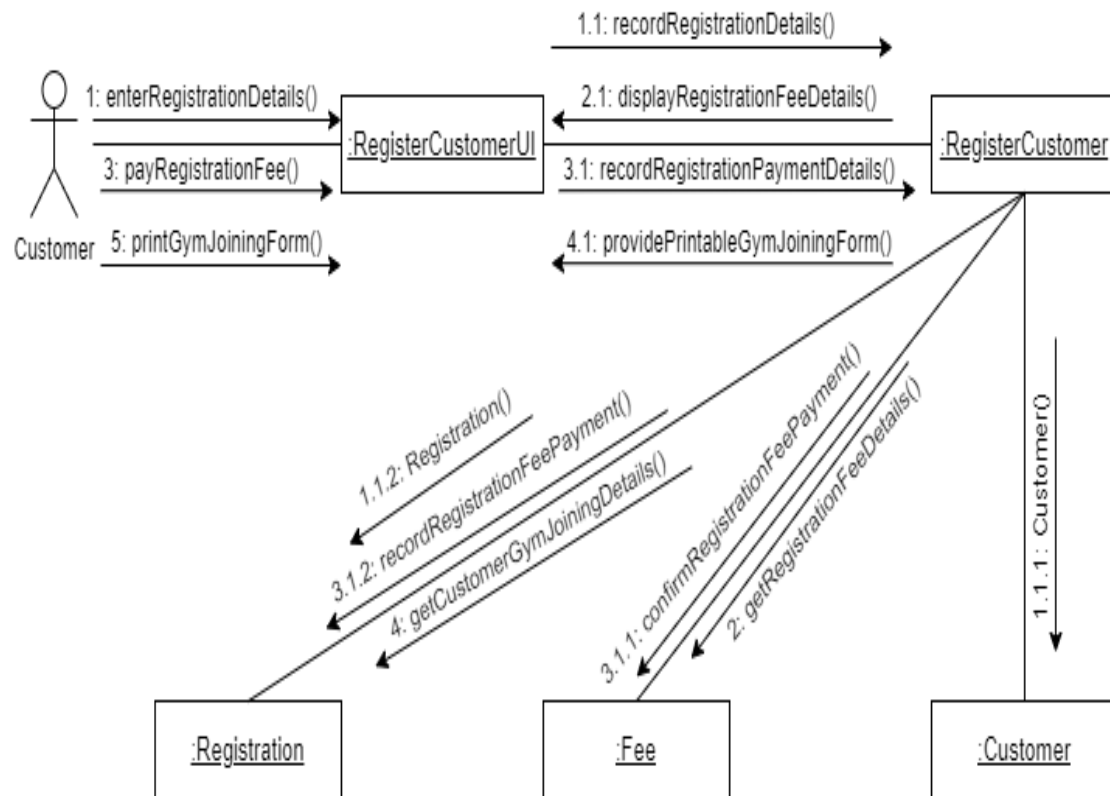 1.1: recordRegistrationDetails()
1: enterRegistrationDetails()
2.1: displayRegistrationFeeDetails()
:RegisterCustomerUI
:RegisterCustomer
3: payRegistrationFee()
3.1: recordRegistrationPaymentDetails()
Customer
5: printGymJoiningForm()
4.1: providePrintableGymJoiningForm()
1.1.2: Registration()
3.1.2: recordRegistrationFeePayment()
4: getCustomerGymJoiningDetails()
3.1.1: confirmRegistrationFeePayment()
2: getRegistrationFeeDetails()
1.1.1: Customer()
:Registration
:Fee
:Customer